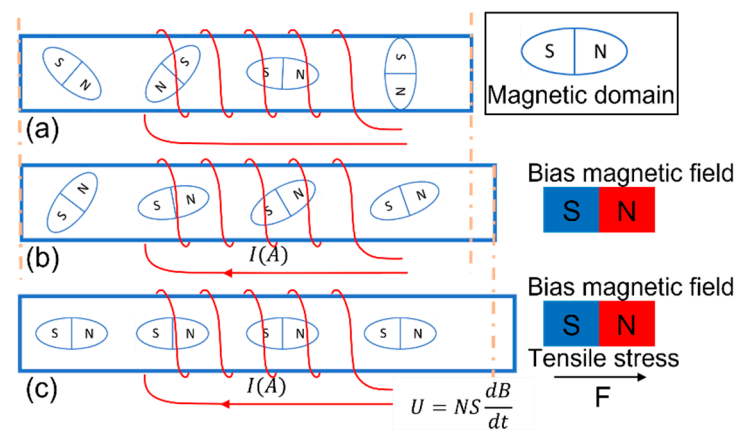 S N
N S
S N
S
N
S N
Magnetic domain
(a)
S N
S N
S N
S N
Bias magnetic field
S N
(b)
I(A)
S N
S N
S N
S N
Bias magnetic field
S N
Tensile stress
F
(c)
I(A)
U = NS dB/dt